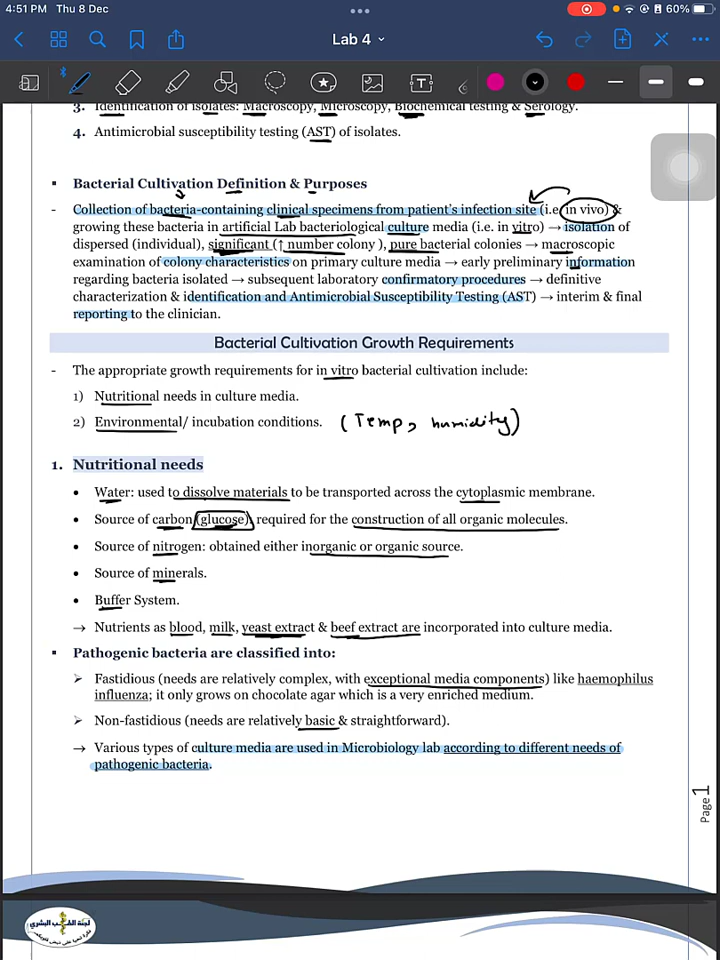 4:51 PM Thu 8 Dec
60%
Lab 4
3. Identification of isolates: Macroscopy, Microscopy, Biochemical testing & Serology.
4. Antimicrobial susceptibility testing (AST) of isolates.
▪ Bacterial Cultivation Definition & Purposes
- Collection of bacteria-containing clinical specimens from patient's infection site (i.e. in vivo) &
growing these bacteria in artificial Lab bacteriological culture media (i.e. in vitro) → isolation of
dispersed (individual), significant (↑ number colony ), pure bacterial colonies → macroscopic
examination of colony characteristics on primary culture media → early preliminary information
regarding bacteria isolated → subsequent laboratory confirmatory procedures → definitive
characterization & identification and Antimicrobial Susceptibility Testing (AST) → interim & final
reporting to the clinician.
Bacterial Cultivation Growth Requirements
- The appropriate growth requirements for in vitro bacterial cultivation include:
1) Nutritional needs in culture media.
2) Environmental/ incubation conditions. (Temp, humidity)
1. Nutritional needs
• Water: used to dissolve materials to be transported across the cytoplasmic membrane.
• Source of carbon (glucose), required for the construction of all organic molecules.
• Source of nitrogen: obtained either inorganic or organic source.
• Source of minerals.
• Buffer System.
→ Nutrients as blood, milk, yeast extract & beef extract are incorporated into culture media.
▪ Pathogenic bacteria are classified into:
➢ Fastidious (needs are relatively complex, with exceptional media components) like haemophilus
influenza; it only grows on chocolate agar which is a very enriched medium.
➢ Non-fastidious (needs are relatively basic & straightforward).
→ Various types of culture media are used in Microbiology lab according to different needs of
pathogenic bacteria.
Page 1
لجنة الطب البشري